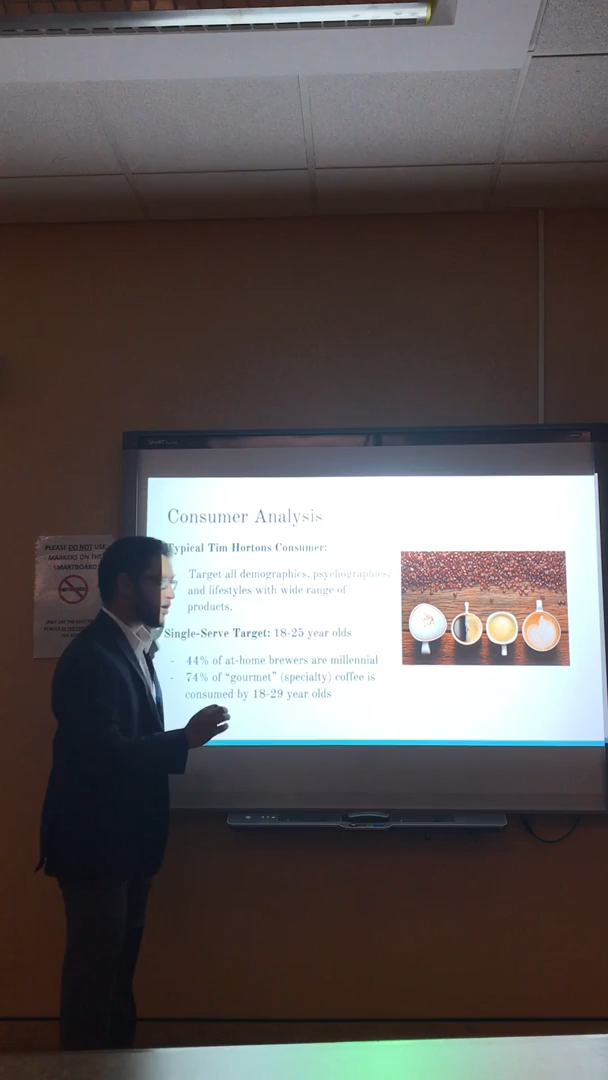 Consumer Analysis
Typical Tim Hortons Consumer:
Target all demographics, psychographics,
and lifestyles with wide range of
products.
Single-Serve Target: 18-25 year olds
- 44% of at-home brewers are millennial
- 74% of “gourmet” (specialty) coffee is
consumed by 18-29 year olds
PLEASE DO NOT USE
MARKERS ON THE
SMARTBOARD